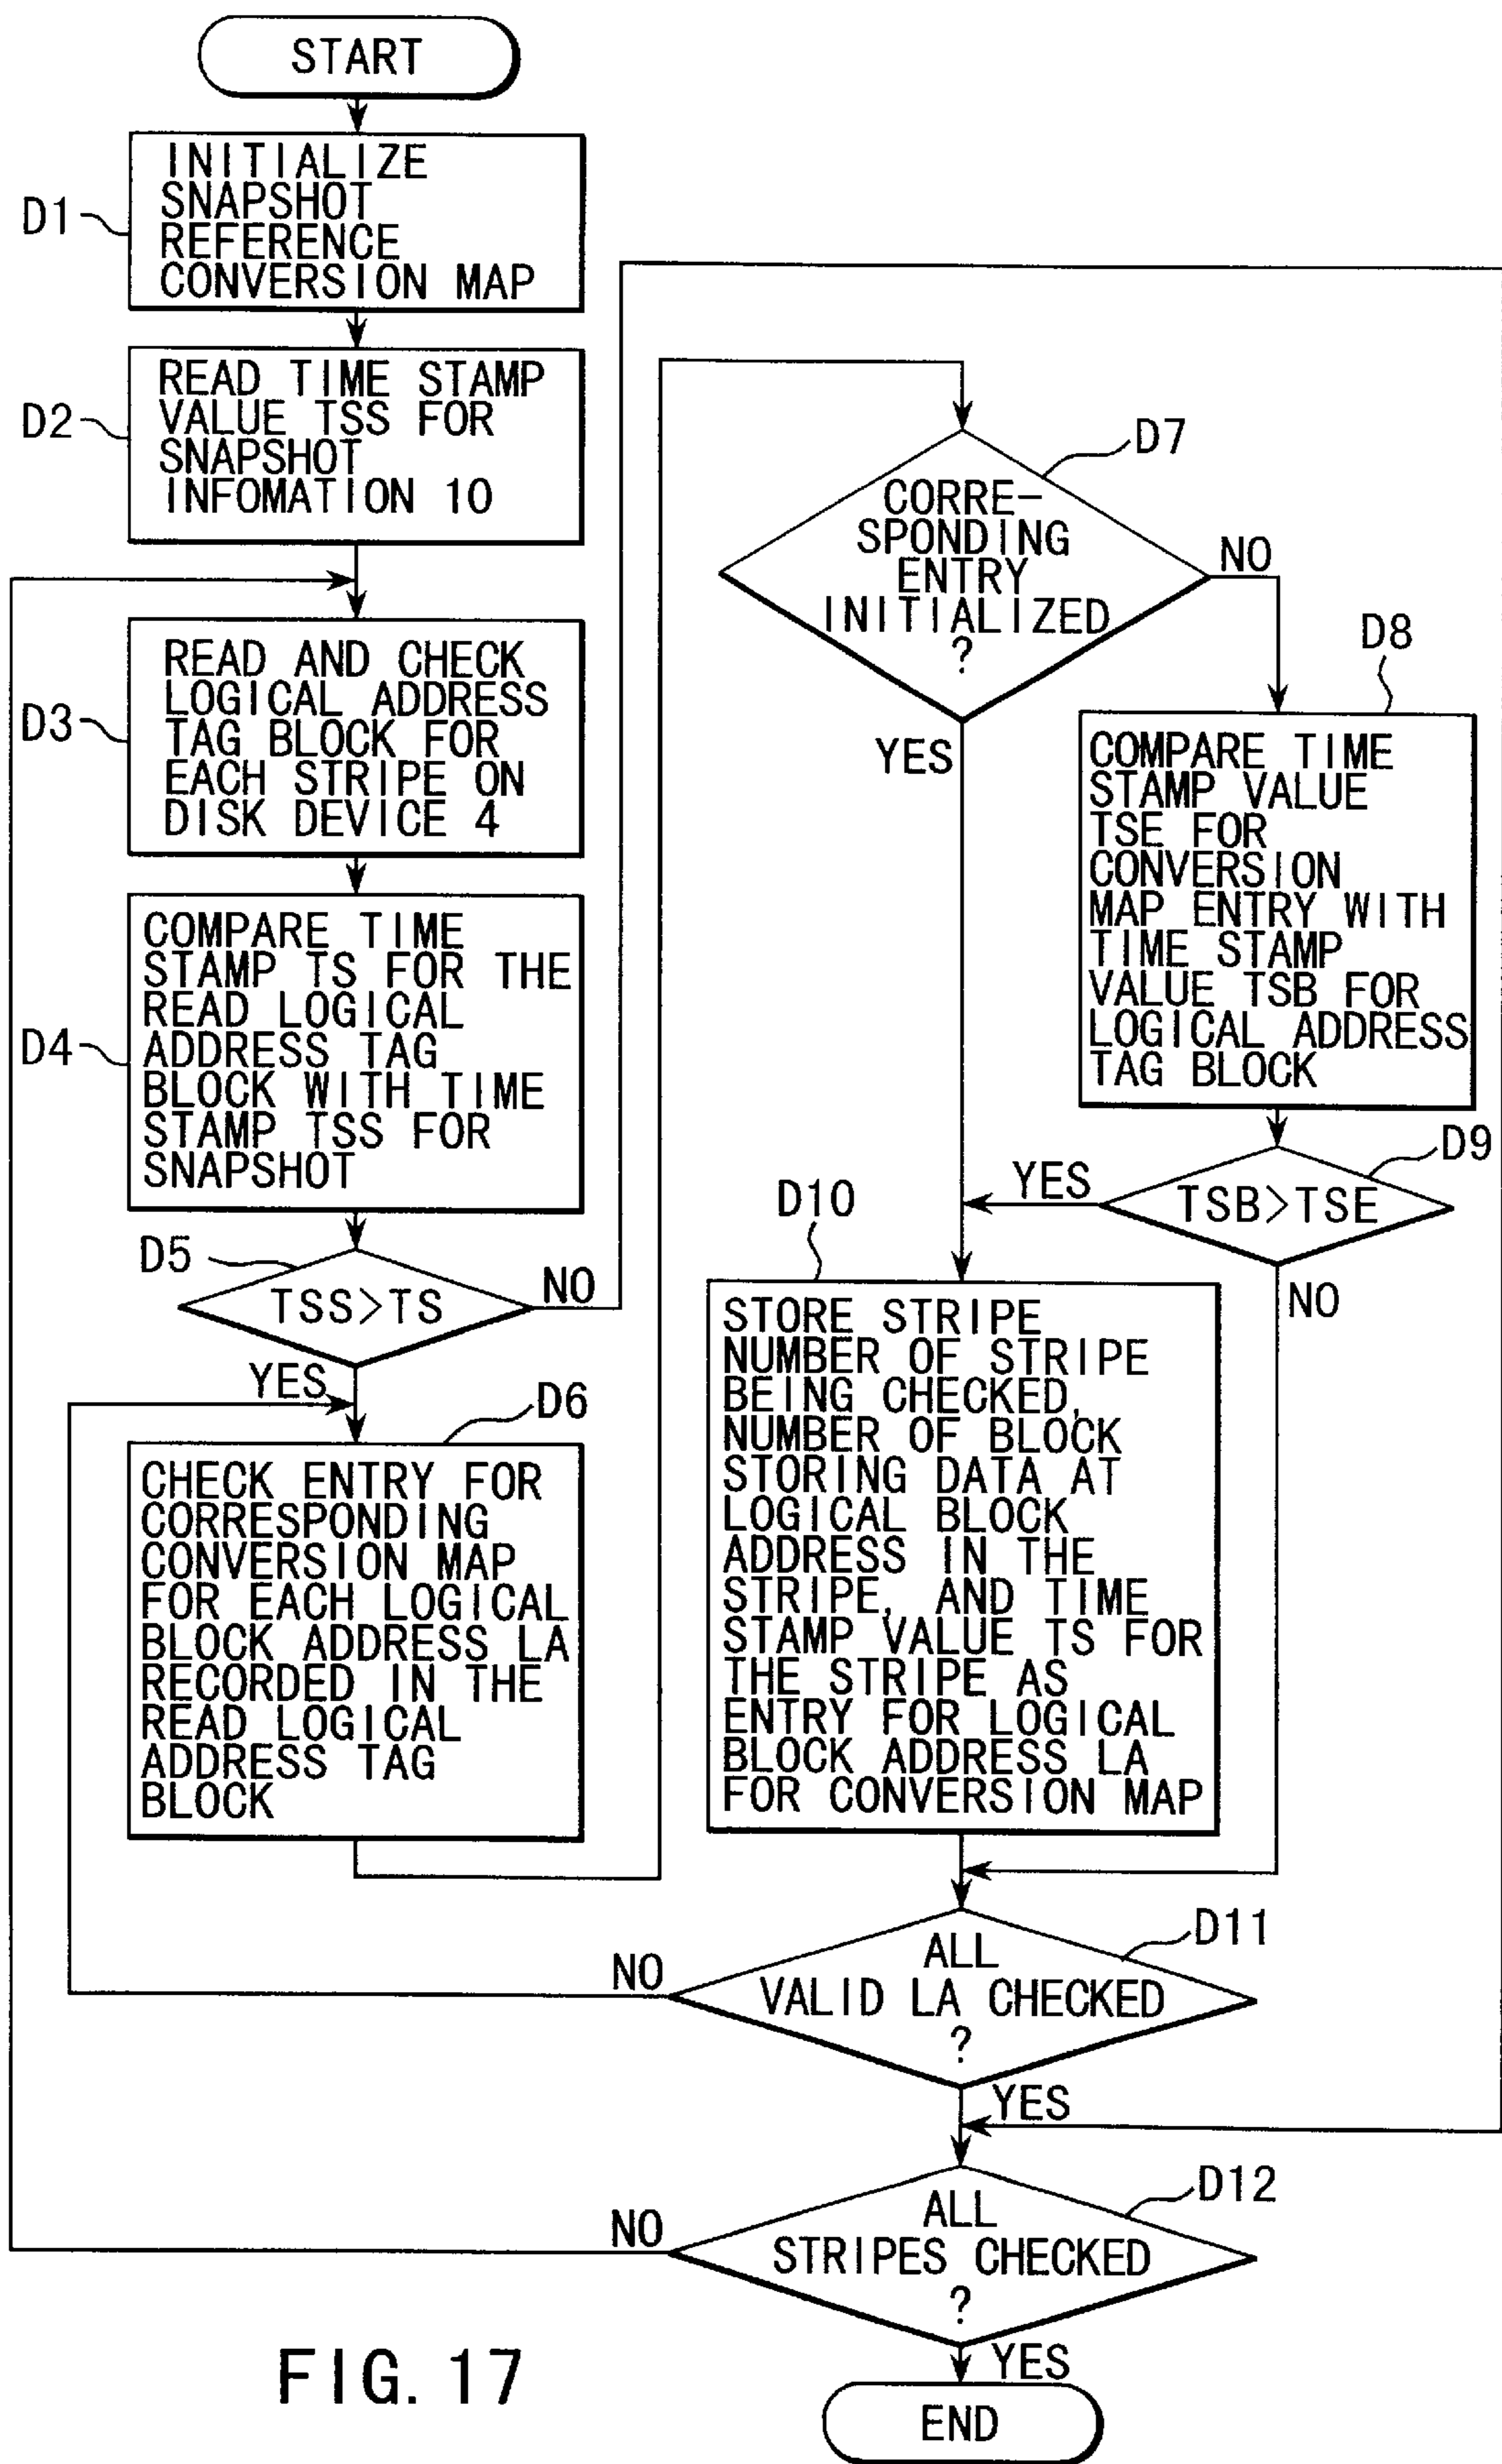 START
D1
INITIALIZE
SNAPSHOT
REFERENCE
CONVERSION MAP
D2
READ TIME STAMP
VALUE TSS FOR
SNAPSHOT
INFOMATION 10
D3
READ AND CHECK
LOGICAL ADDRESS
TAG BLOCK FOR
EACH STRIPE ON
DISK DEVICE 4
D4
COMPARE TIME
STAMP TS FOR THE
READ LOGICAL
ADDRESS TAG
BLOCK WITH TIME
STAMP TSS FOR
SNAPSHOT
D5
TSS>TS
NO
YES
D6
CHECK ENTRY FOR
CORRESPONDING
CONVERSION MAP
FOR EACH LOGICAL
BLOCK ADDRESS LA
RECORDED IN THE
READ LOGICAL
ADDRESS TAG
BLOCK
D7
CORRE-
SPONDING
ENTRY
INITIALIZED
?
NO
YES
D8
COMPARE TIME
STAMP VALUE
TSE FOR
CONVERSION
MAP ENTRY WITH
TIME STAMP
VALUE TSB FOR
LOGICAL ADDRESS
TAG BLOCK
D9
TSB>TSE
YES
NO
D10
STORE STRIPE
NUMBER OF STRIPE
BEING CHECKED,
NUMBER OF BLOCK
STORING DATA AT
LOGICAL BLOCK
ADDRESS IN THE
STRIPE, AND TIME
STAMP VALUE TS FOR
THE STRIPE AS
ENTRY FOR LOGICAL
BLOCK ADDRESS LA
FOR CONVERSION MAP
D11
ALL
VALID LA CHECKED
?
NO
YES
D12
ALL
STRIPES CHECKED
?
NO
YES
END
FIG. 17